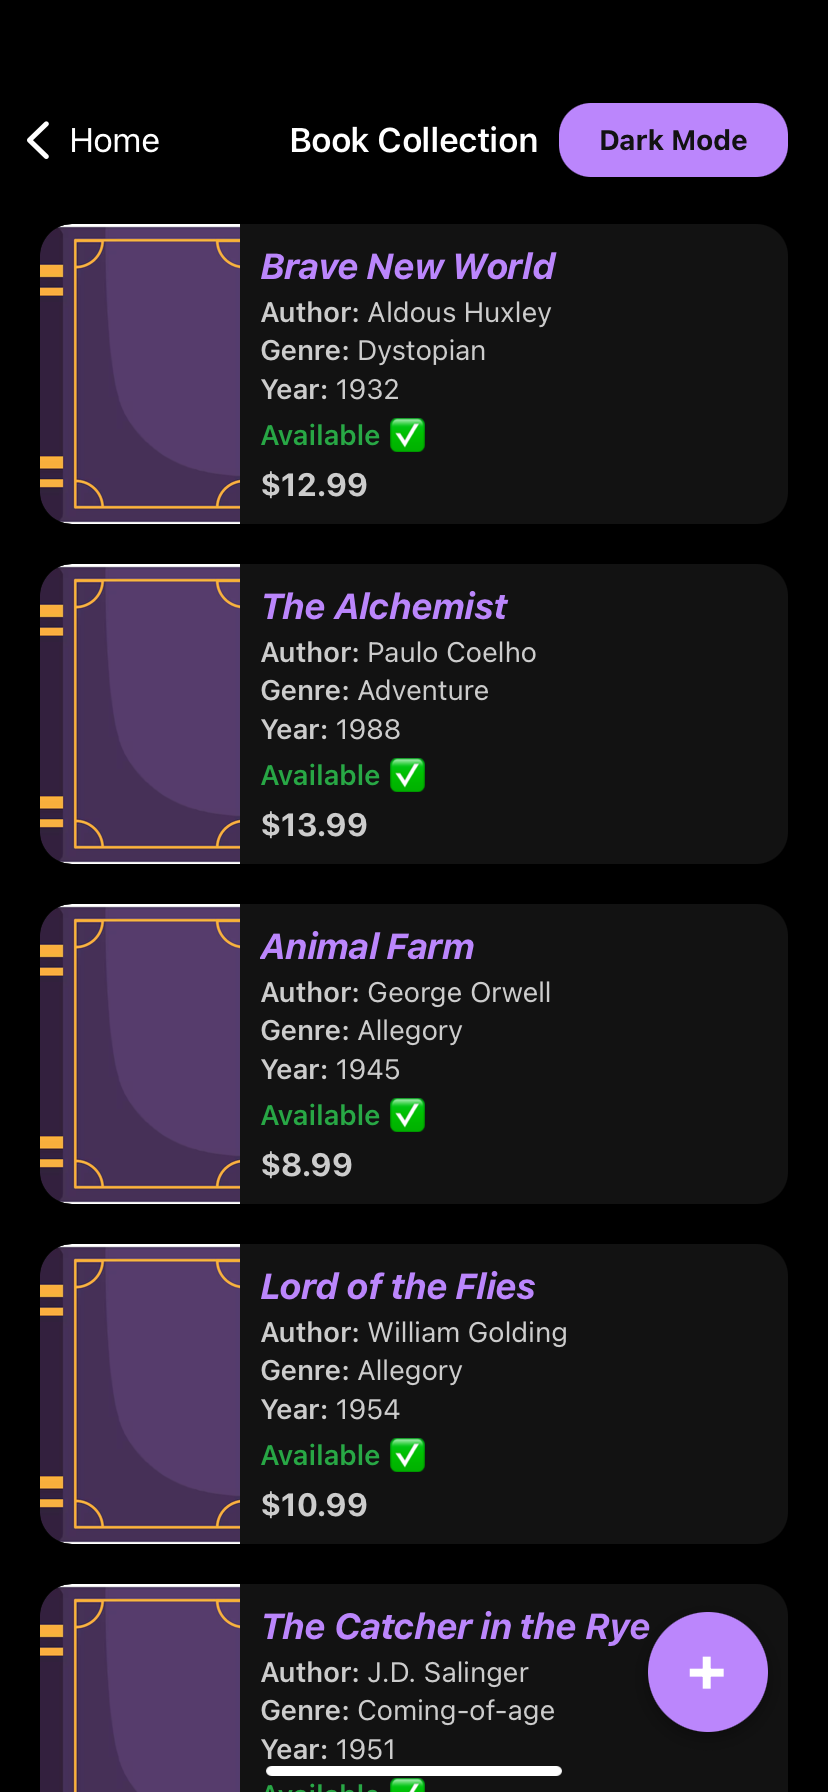 Home
Book Collection
Dark Mode
Brave New World
Author: Aldous Huxley
Genre: Dystopian
Year: 1932
Available ✅
$12.99
The Alchemist
Author: Paulo Coelho
Genre: Adventure
Year: 1988
Available ✅
$13.99
Animal Farm
Author: George Orwell
Genre: Allegory
Year: 1945
Available ✅
$8.99
Lord of the Flies
Author: William Golding
Genre: Allegory
Year: 1954
Available ✅
$10.99
The Catcher in the Rye
+
Author: J.D. Salinger
Genre: Coming-of-age
Year: 1951
Available ✅